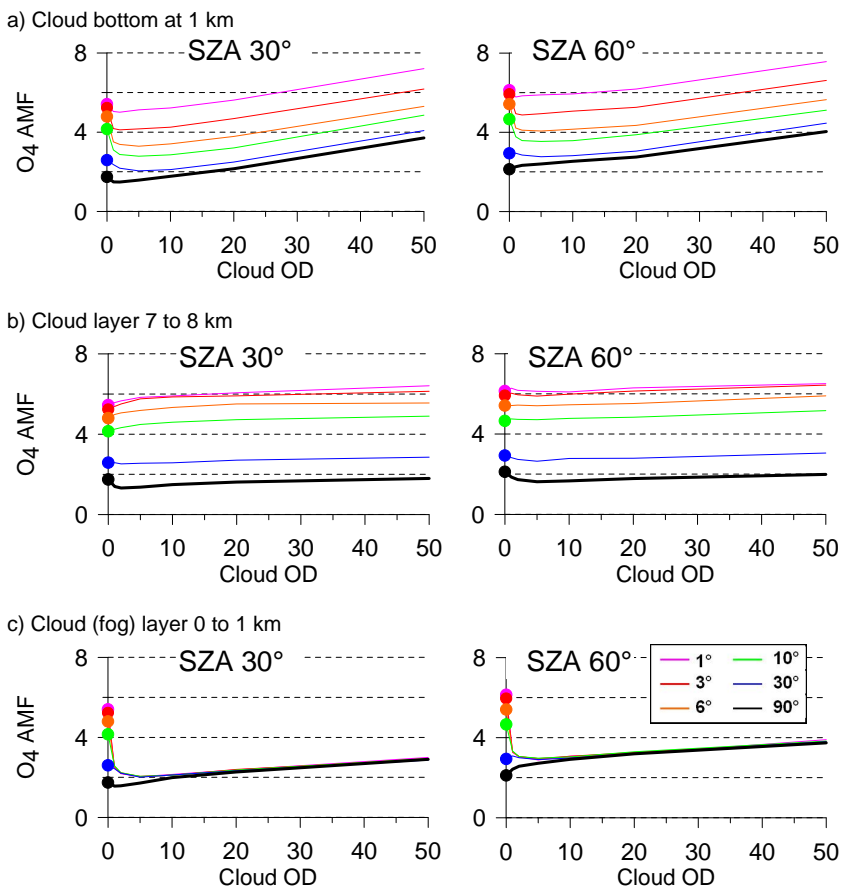 a) Cloud bottom at 1 km
SZA 30°
SZA 60°
O4 AMF
8
4
0
0 10 20 30 40 50
Cloud OD
8
4
0
0 10 20 30 40 50
Cloud OD
b) Cloud layer 7 to 8 km
SZA 30°
SZA 60°
O4 AMF
8
4
0
0 10 20 30 40 50
Cloud OD
8
4
0
0 10 20 30 40 50
Cloud OD
c) Cloud (fog) layer 0 to 1 km
SZA 30°
SZA 60°
1° 10°
3° 30°
6° 90°
O4 AMF
8
4
0
0 10 20 30 40 50
Cloud OD
8
4
0
0 10 20 30 40 50
Cloud OD